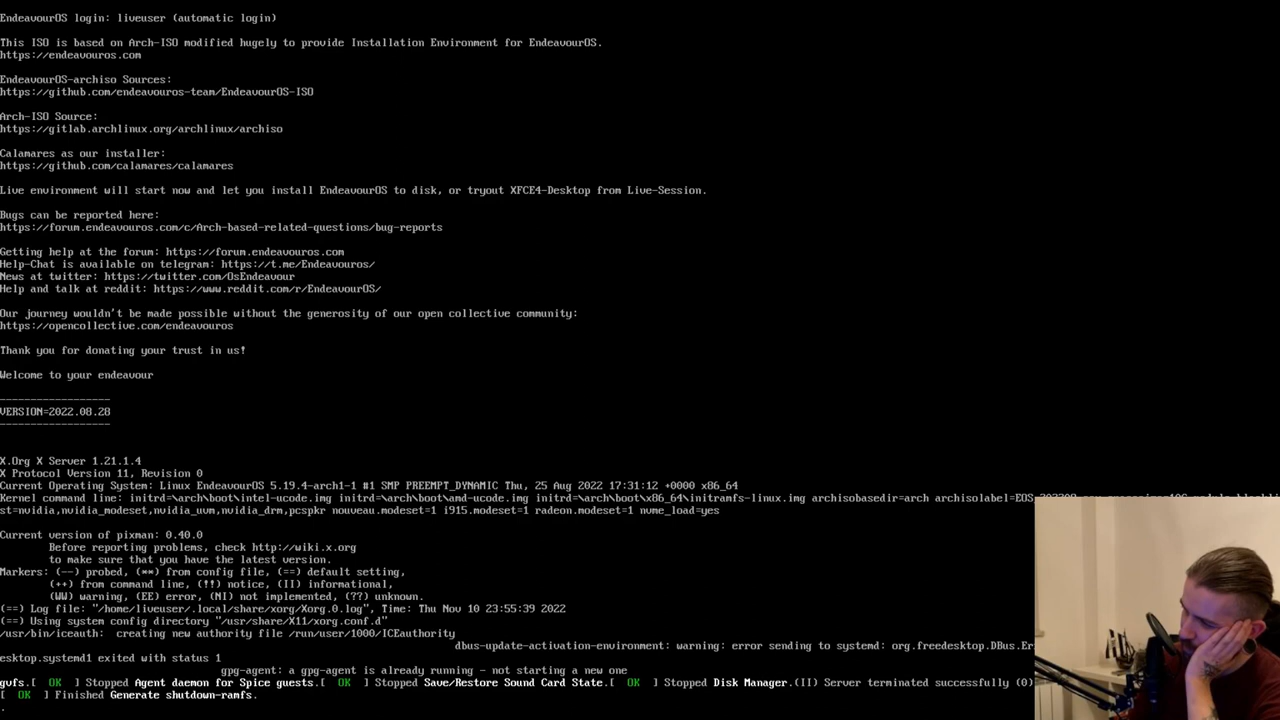 EndeavourOS login: liveuser (automatic login)
This ISO is based on Arch-ISO modified hugely to provide Installation Environment for EndeavourOS.
https://endeavouros.com
EndeavourOS-archiso Sources:
https://github.com/endeavouros-team/EndeavourOS-ISO
Arch-ISO Source:
https://gitlab.archlinux.org/archlinux/archiso
Calamares as our installer:
https://github.com/calamares/calamares
Live environment will start now and let you install EndeavourOS to disk, or tryout XFCE4-Desktop from Live-Session.
Bugs can be reported here:
https://forum.endeavouros.com/c/Arch-based-related-questions/bug-reports
Getting help at the forum: https://forum.endeavouros.com
Help-Chat is available on telegram: https://t.me/Endeavouros/
News at twitter: https://twitter.com/OsEndeavour
Help and talk at reddit: https://www.reddit.com/r/EndeavourOS/
Our journey wouldn't be made possible without the generosity of our open collective community:
https://opencollective.com/endeavouros
Thank you for donating your trust in us!
Welcome to your endeavour
------------------
VERSION=2022.08.28
------------------
X.Org X Server 1.21.1.4
X Protocol Version 11, Revision 0
Current Operating System: Linux EndeavourOS 5.19.4-arch1-1 #1 SMP PREEMPT_DYNAMIC Thu, 25 Aug 2022 17:31:12 +0000 x86_64
Kernel command line: initrd=\arch\boot\intel-ucode.img initrd=\arch\boot\amd-ucode.img initrd=\arch\boot\x86_64\initramfs-linux.img archisobasedir=arch archisolabel=
st=nvidia,nvidia_modeset,nvidia_uvm,nvidia_drm,pcspkr nouveau.modeset=1 i915.modeset=1 radeon.modeset=1 nvme_load=yes
Current version of pixman: 0.40.0
Before reporting problems, check http://wiki.x.org
to make sure that you have the latest version.
Markers: (--) probed, (**) from config file, (==) default setting,
(++) from command line, (!!) notice, (II) informational,
(WW) warning, (EE) error, (NI) not implemented, (??) unknown.
(==) Log file: "/home/liveuser/.local/share/xorg/Xorg.0.log", Time: Thu Nov 10 23:55:39 2022
(==) Using system config directory "/usr/share/X11/xorg.conf.d"
/usr/bin/iceauth:  creating new authority file /run/user/1000/ICEauthority
dbus-update-activation-environment: warning: error sending to systemd: org.freedesktop.DBus.Er
esktop.systemd1 exited with status 1
gpg-agent: a gpg-agent is already running - not starting a new one
gvfs.[  OK  ] Stopped Agent daemon for Spice guests.[  OK  ] Stopped Save/Restore Sound Card State.[  OK  ] Stopped Disk Manager.(II) Server terminated successfully (0)
[  OK  ] Finished Generate shutdown-ramfs.
.